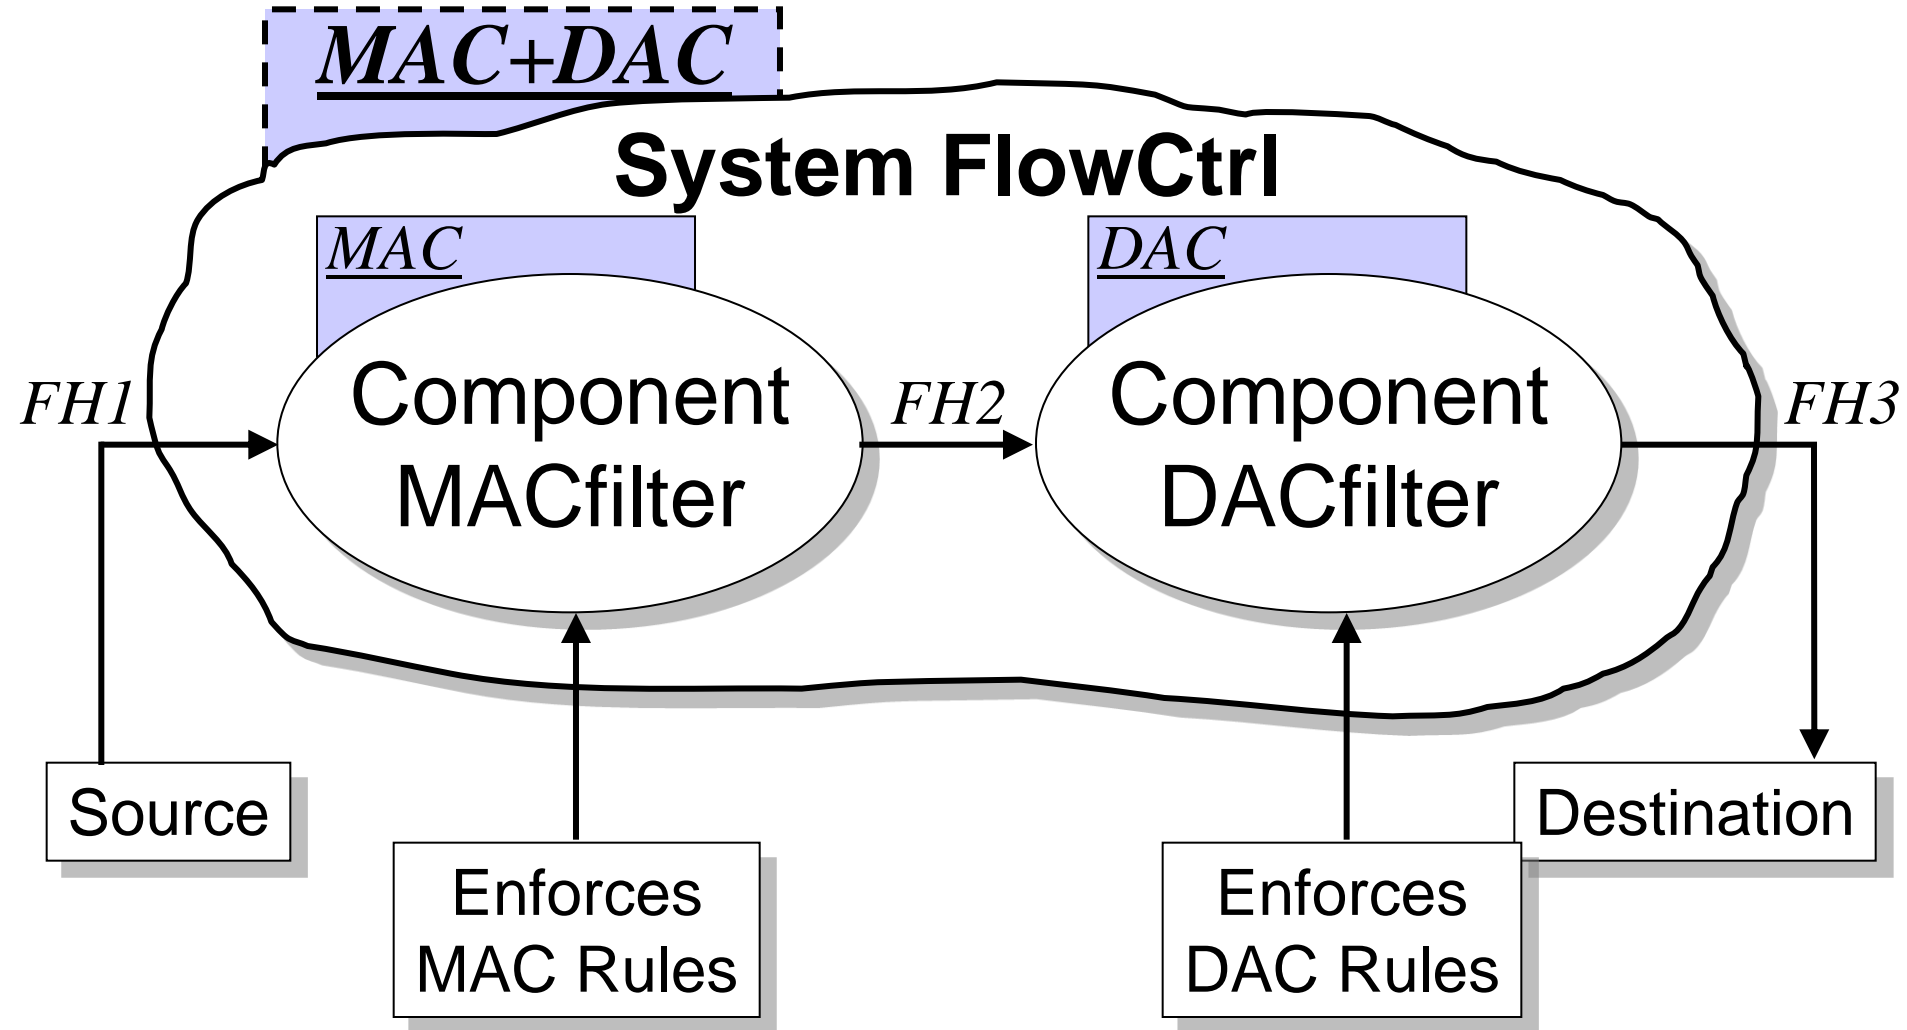 MAC+DAC
System FlowCtrl
MAC
DAC
FH1
Component
MACfilter
FH2
Component
DACfilter
FH3
Source
Destination
Enforces
MAC Rules
Enforces
DAC Rules